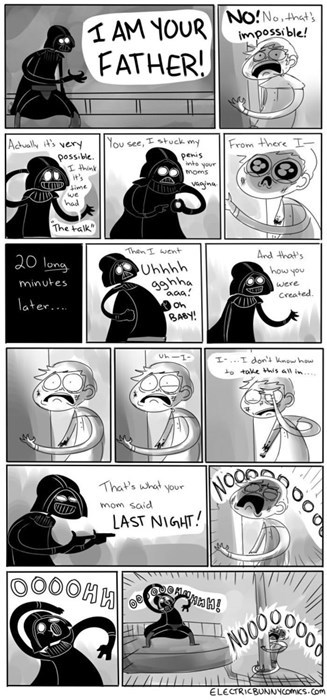 I AM YOUR
FATHER!
NO! No, that's
impossible!
Actually it's very
possible.
I think
it's
time
we
had
"The talk"
You see, I stuck my
penis
into your
moms
vagina.
From there I—
20 long
minutes
later....
Then I went
Uhhhh
ggghha
aaa!
Oh
BABY!
And that's
how you
were
created.
Uh—I-
I-...I don't know how
to take this all in....
That's what your
mom said
LAST NIGHT!
NOOOOOOO
OOOOHH
OOOOOOHHHHH!
NOOOOOOO
ELECTRICBUNNYCOMICS.COM